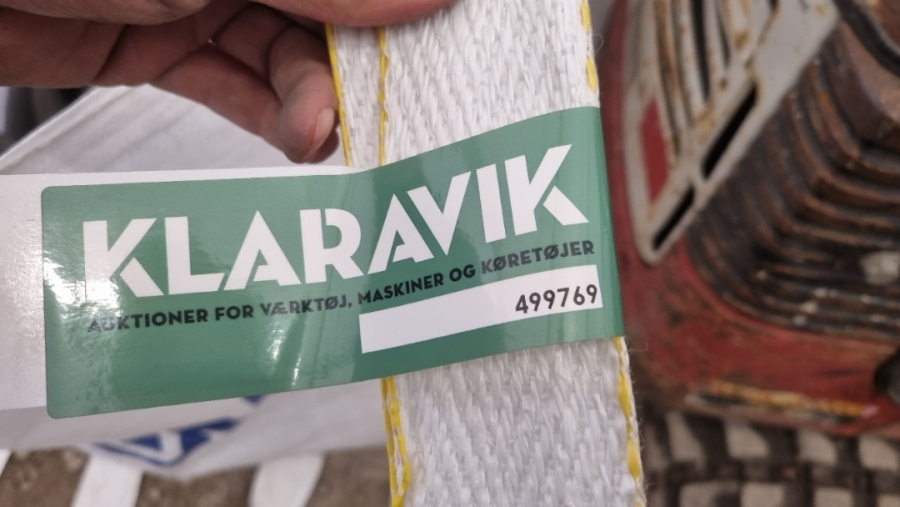 KLARAVIK
AUKTIONER FOR VÆRKTØJ, MASKINER OG KØRETØJER
499769